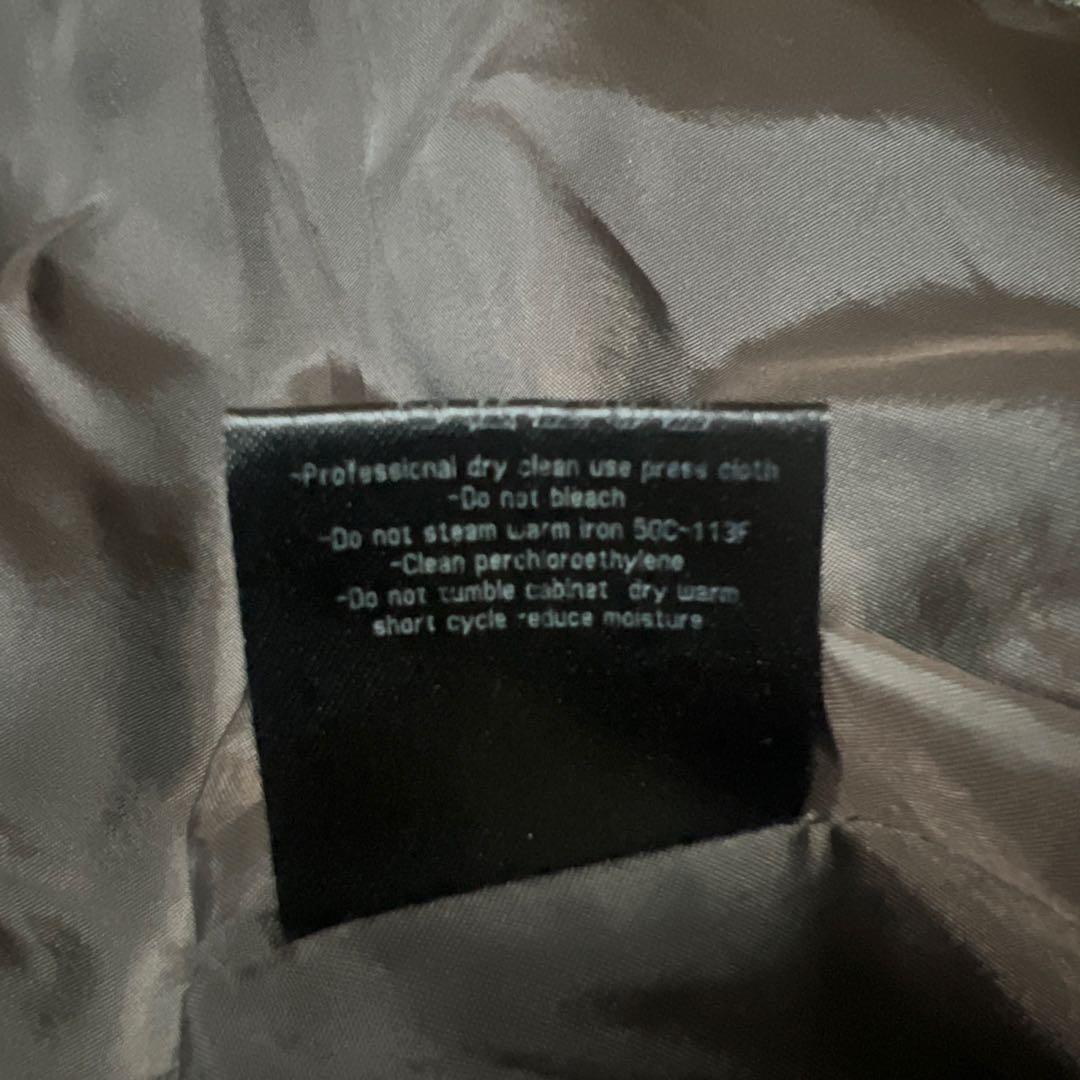 -Professional dry clean use press cloth
-Do not bleach
-Do not steam warm iron 50C-113F
-Clean perchloroethylene
-Do not tumble cabinet dry warm
short cycle reduce moisture